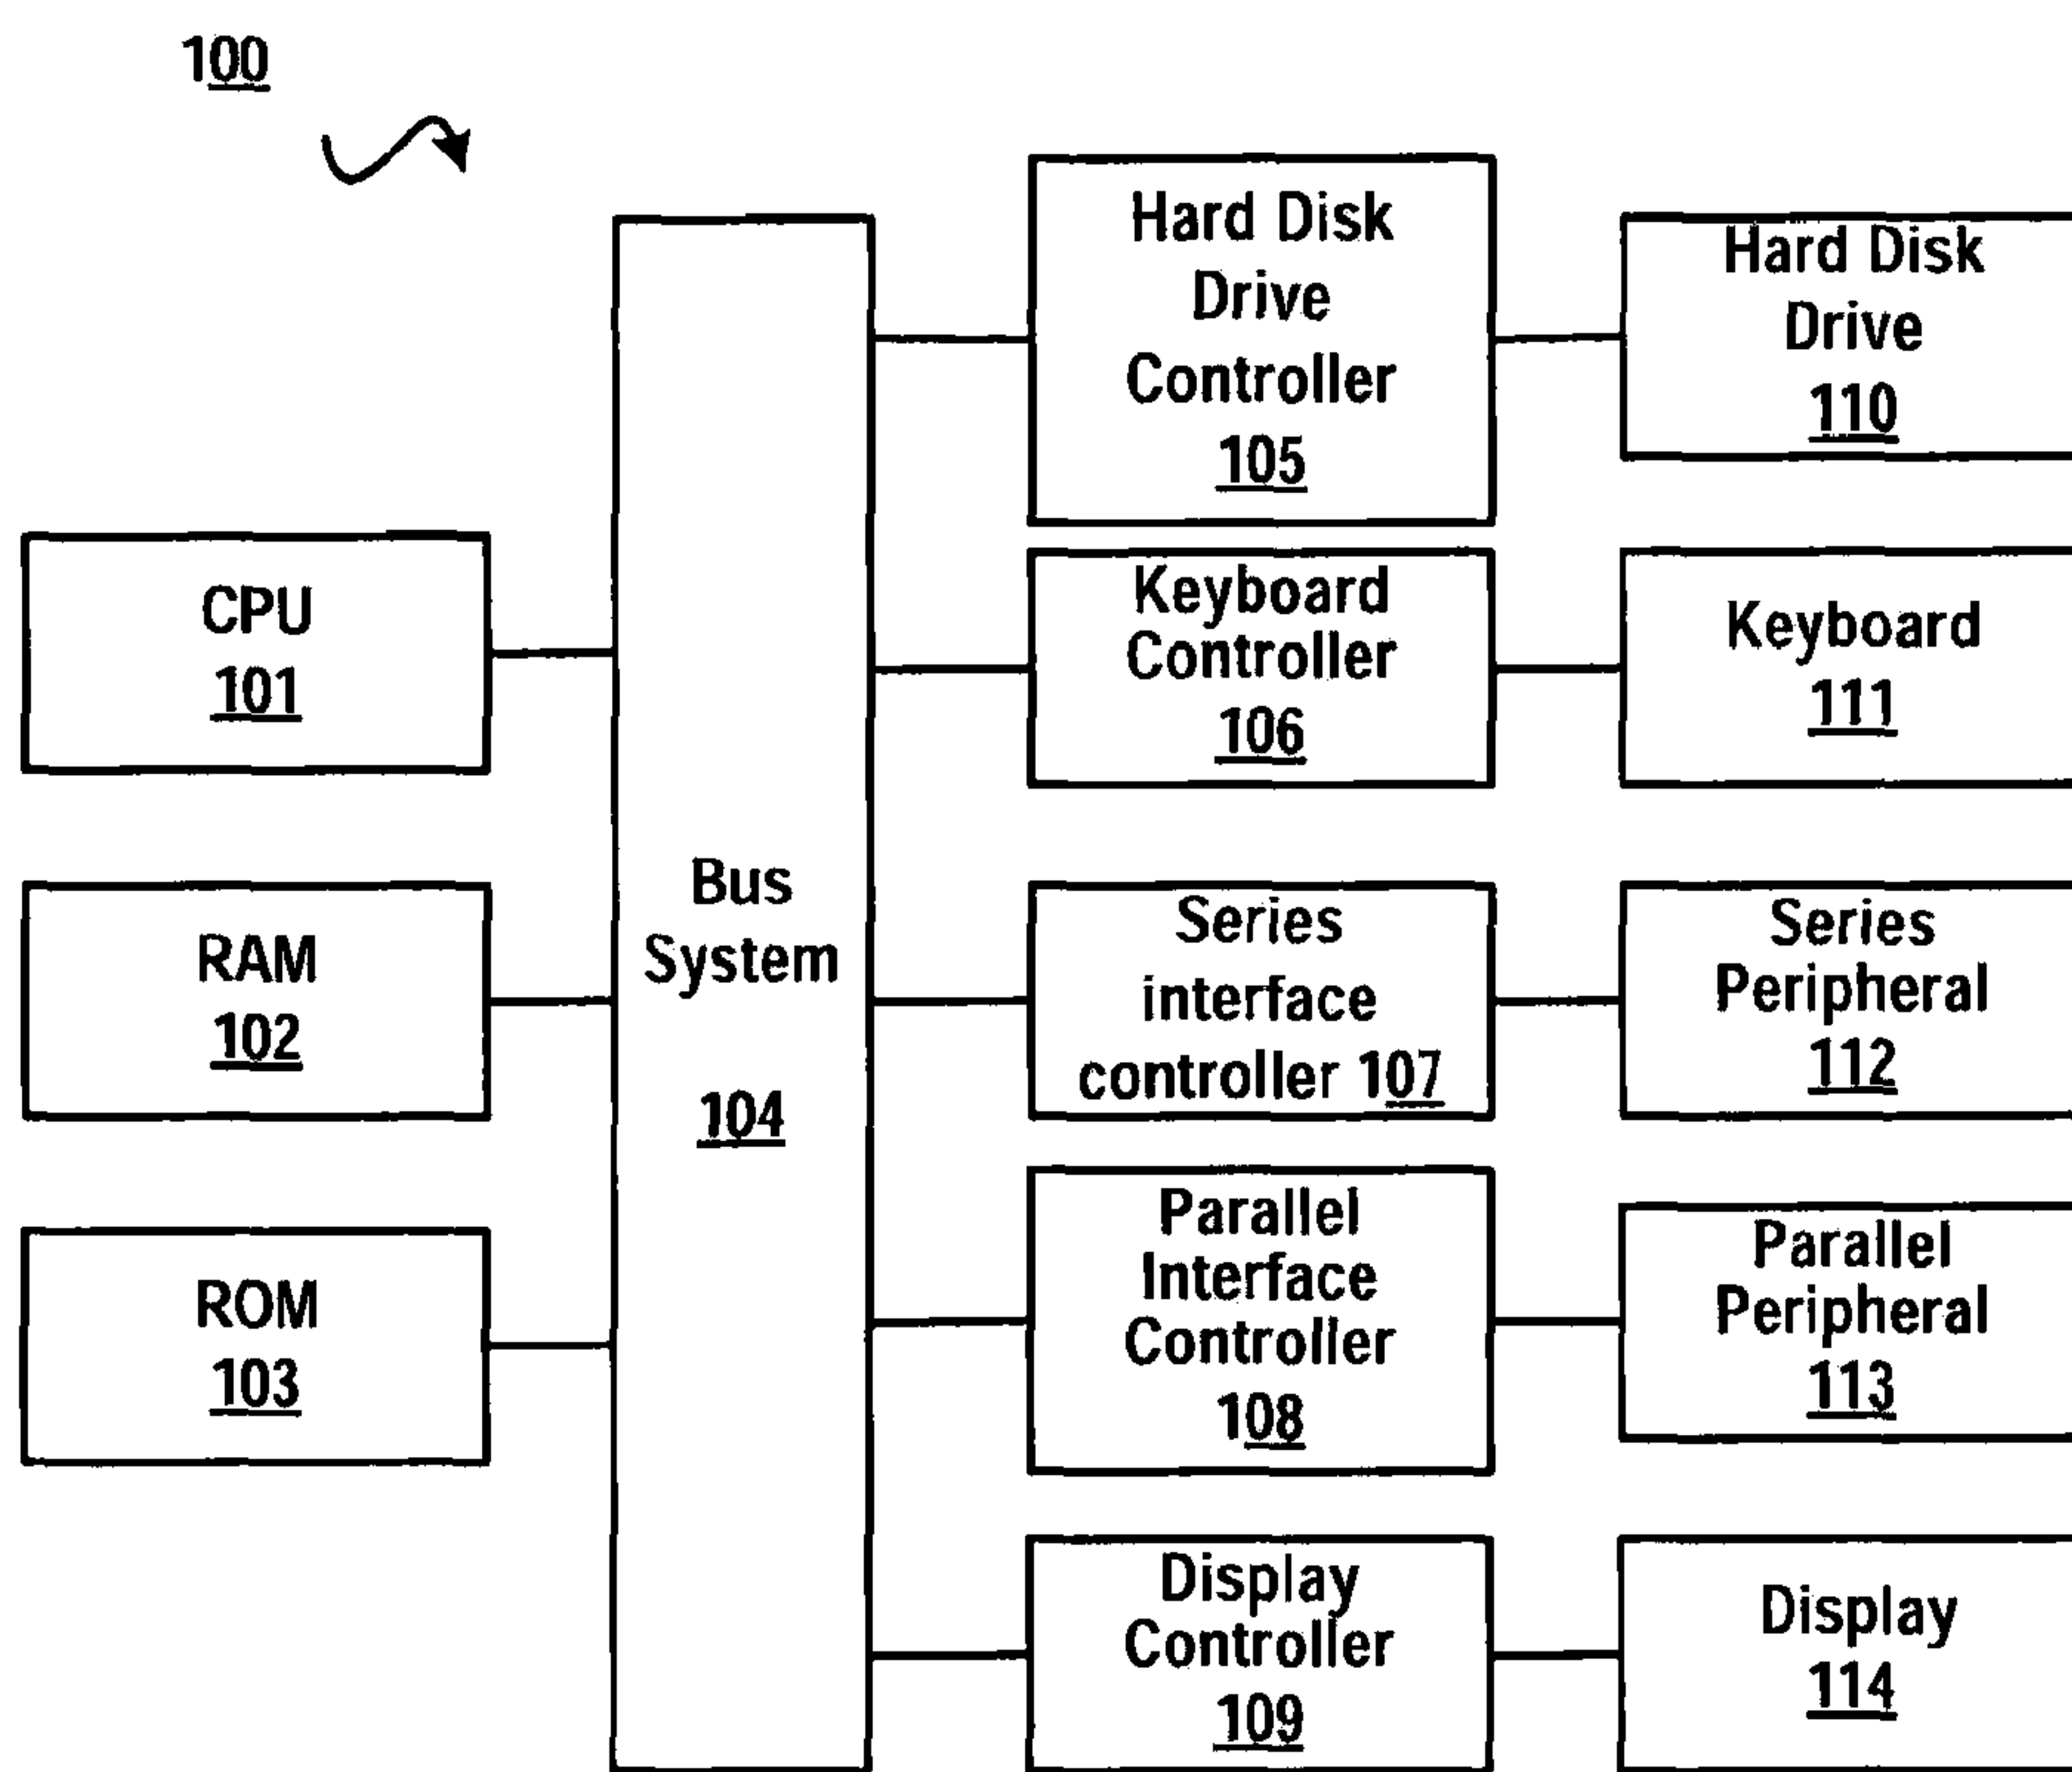 100
Hard Disk
Drive
Controller
105
Hard Disk
Drive
110
CPU
101
Keyboard
Controller
106
Keyboard
111
RAM
102
Bus
System
104
Series
interface
controller 107
Series
Peripheral
112
ROM
103
Parallel
Interface
Controller
108
Parallel
Peripheral
113
Display
Controller
109
Display
114